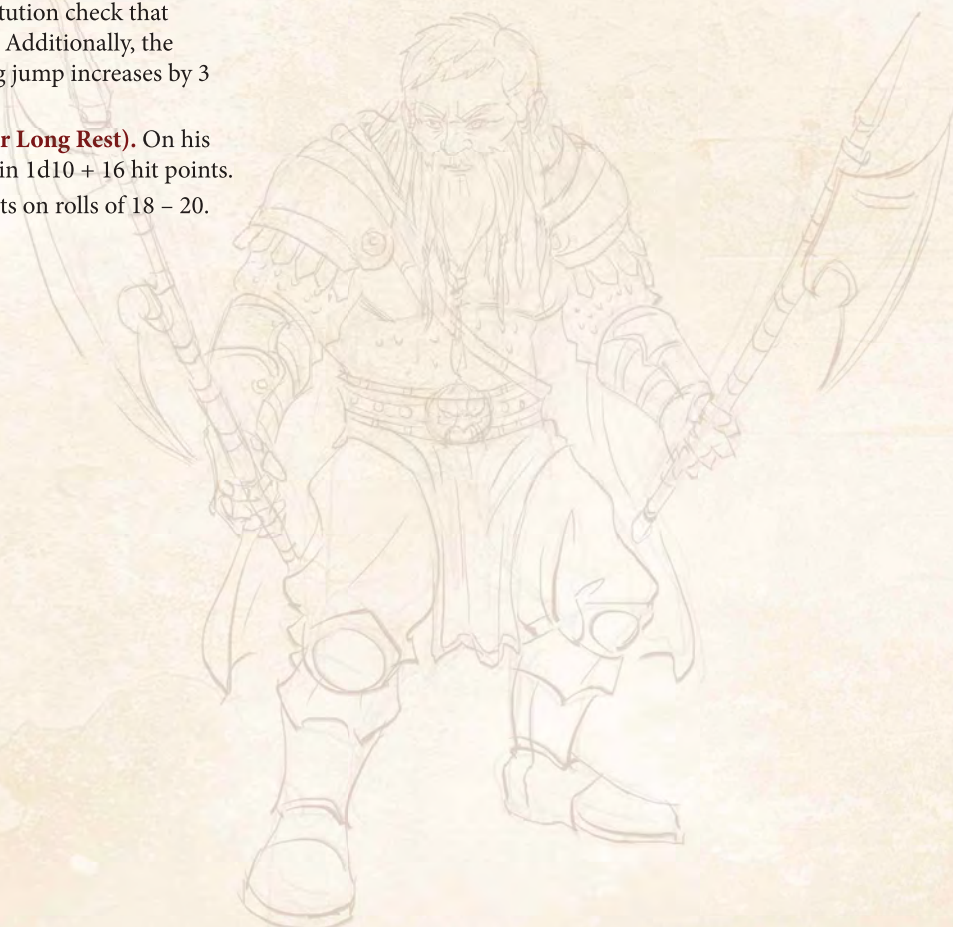 tution check that
Additionally, the
g jump increases by 3
r Long Rest). On his
in 1d10 + 16 hit points.
ts on rolls of 18 – 20.